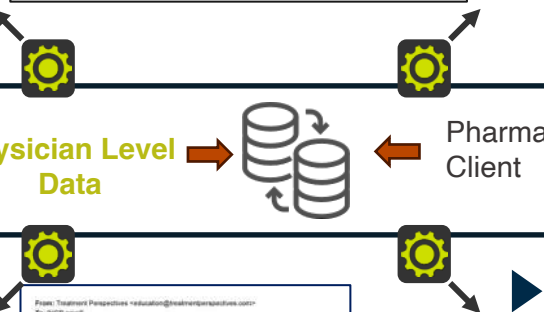 ysician Level
Data
Pharma
Client
From: Treatment Perspectives <education@treatmentperspectives.com>